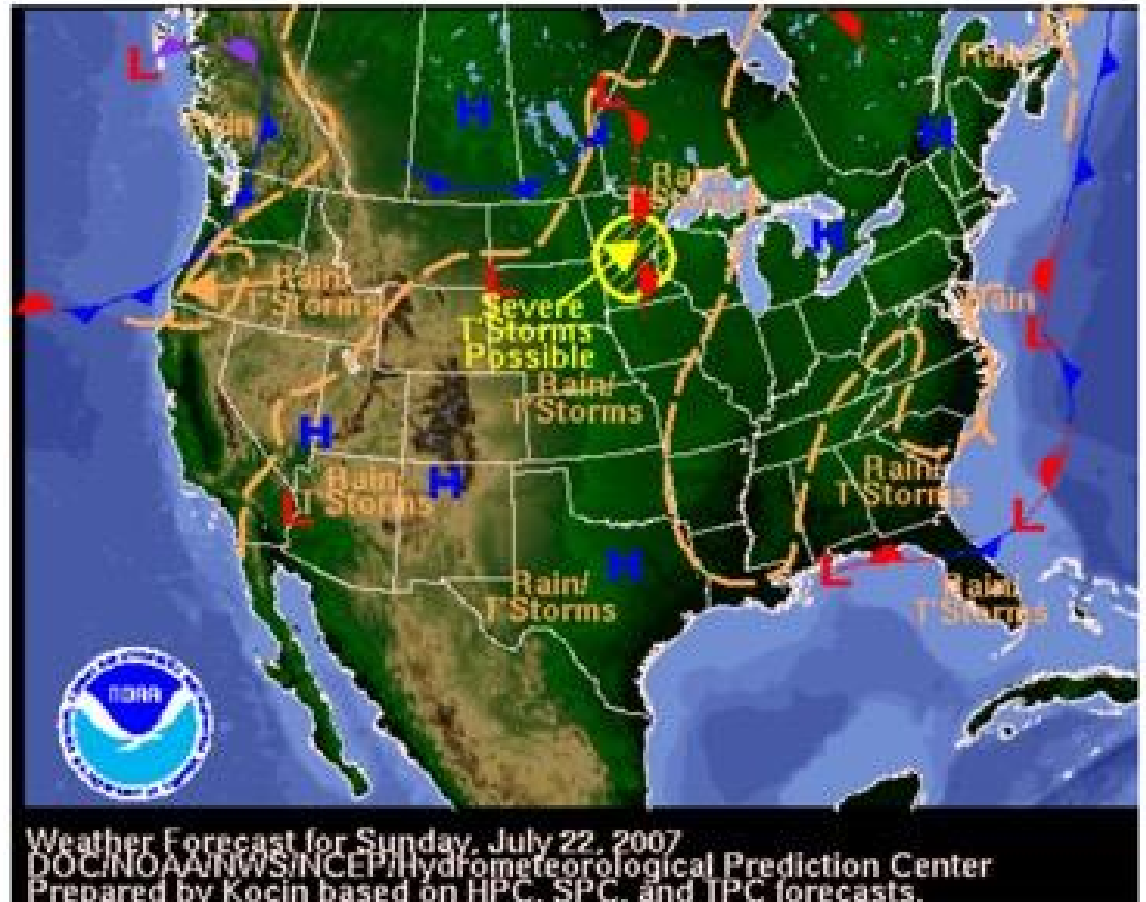 L
H
Rain
H
L
Rain/
H
Rain/
T'Storms
L
Severe
T'Storms
Possible
Rain
L
Rain/
T'Storms
H
H
Rain/
T'Storms
L
Rain/
T'Storms
L
H
Rain/
T'Storms
L
Rain/
T'Storms
NOAA
Weather Forecast for Sunday, July 22, 2007
DOC/NOAA/NWS/NCEP/Hydrometeorological Prediction Center
Prepared by Kocin based on HPC, SPC, and TPC forecasts.